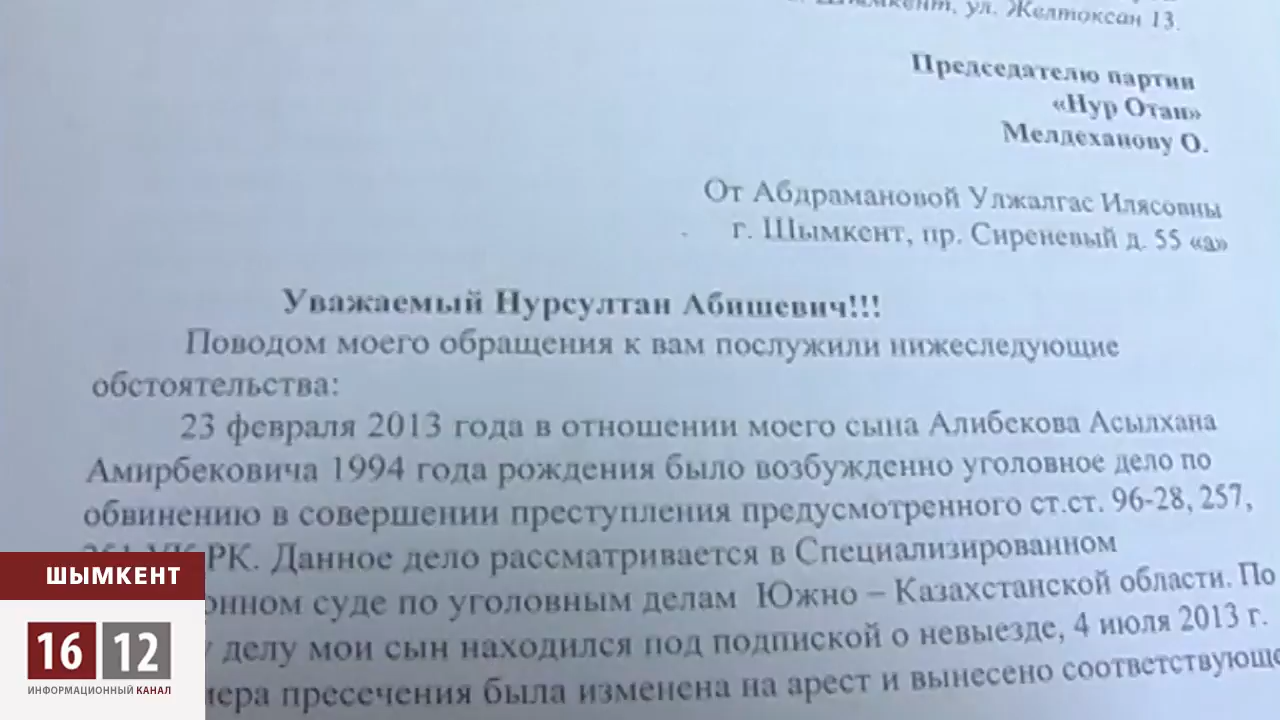 ул. Желтоксан 13.
Председателю партии
«Нур Отан»
Мелдеханову О.
От Абдрамановой Улжалгас Илясовны
г. Шымкент, пр. Сиреневый д. 55 «а»
Уважаемый Нурсултан Абишевич!!!
Поводом моего обращения к вам послужили нижеследующие
обстоятельства:
23 февраля 2013 года в отношении моего сына Алибекова Асылхана
Амирбековича 1994 года рождения было возбужденно уголовное дело по
обвинению в совершении преступления предусмотренного ст.ст. 96-28, 257,
РК. Данное дело рассматривается в Специализированном
суде по уголовным делам Южно – Казахстанской области. По
делу мои сын находился под подпиской о невыезде, 4 июля 2013 г.
пресечения была изменена на арест и вынесено
ШЫМКЕНТ
16 12
ИНФОРМАЦИОННЫЙ КАНАЛ